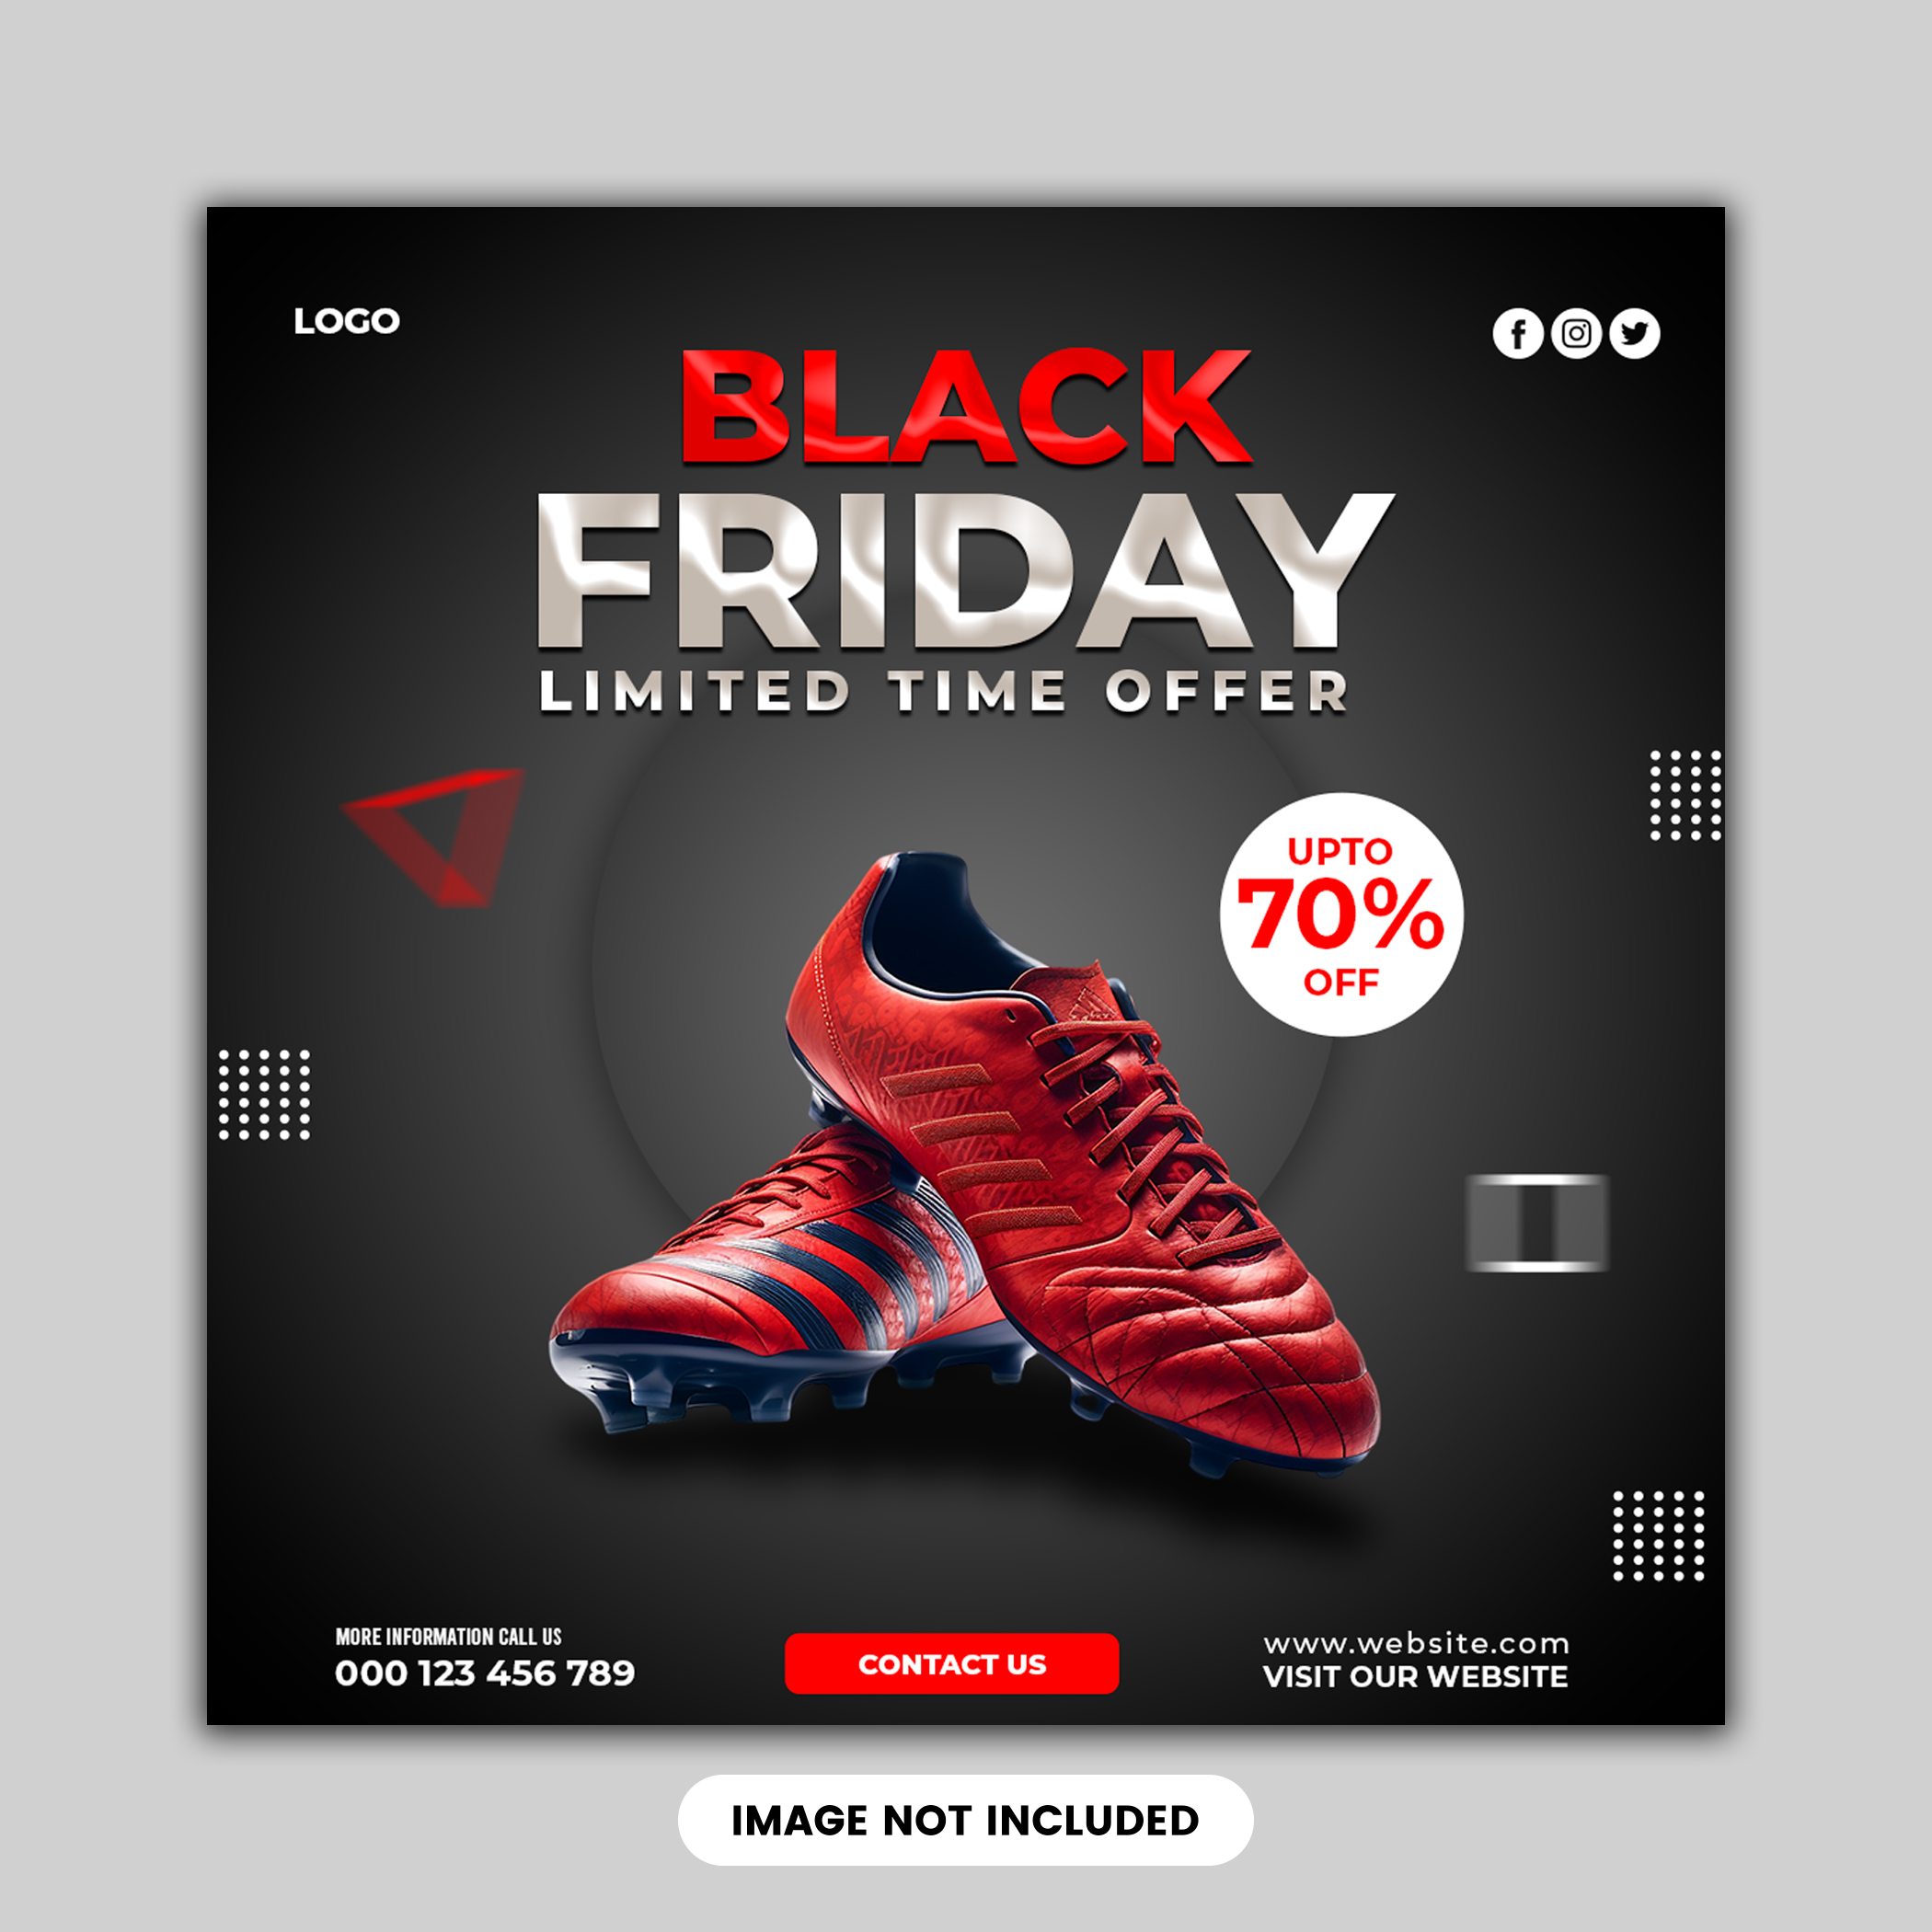 LOGO
BLACK
FRIDAY
LIMITED TIME OFFER
UPTO
70%
OFF
MORE INFORMATION CALL US
000 123 456 789
CONTACT US
www.website.com
VISIT OUR WEBSITE
IMAGE NOT INCLUDED